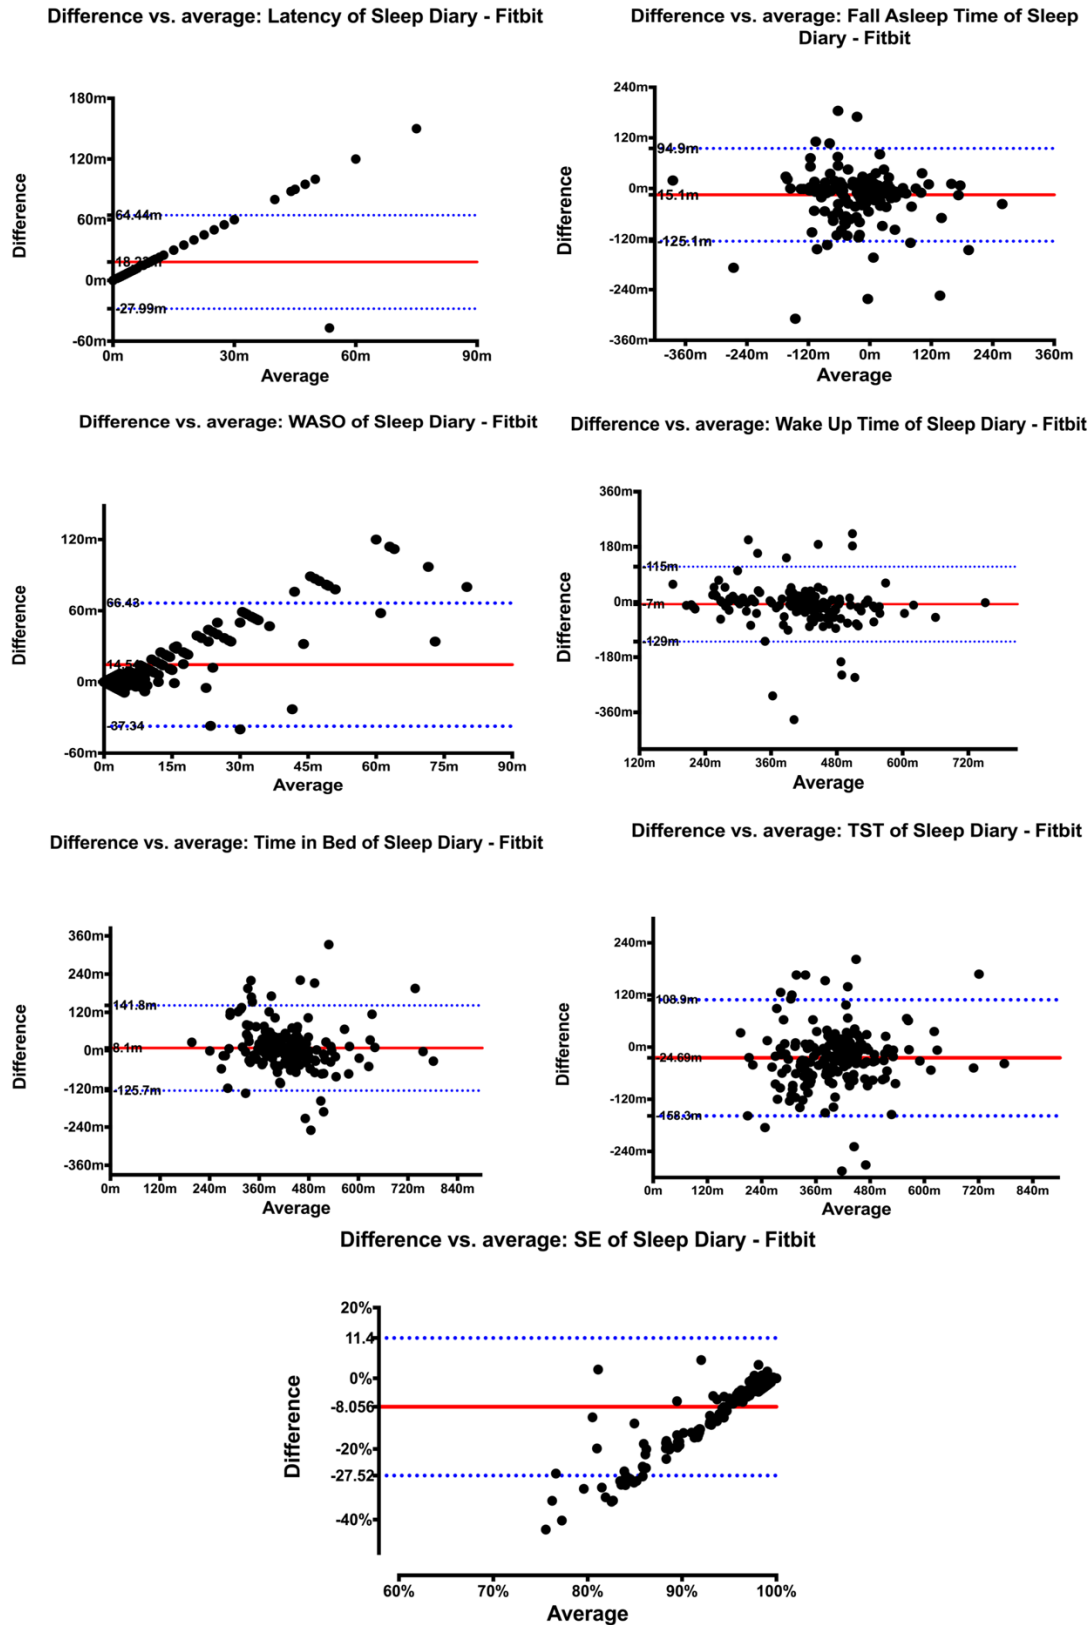 Difference vs. average: Latency of Sleep Diary - Fitbit
180m
120m
60m
0m
-60m
64.44m
18.23m
-27.99m
0m 30m 60m 90m
Difference
Average
Difference vs. average: Fall Asleep Time of Sleep
Diary - Fitbit
240m
120m
0m
-120m
-240m
-360m
94.9m
-15.1m
-125.1m
-360m -240m -120m 0m 120m 240m 360m
Difference
Average
Difference vs. average: WASO of Sleep Diary - Fitbit
120m
60m
0m
-60m
66.43
14.54
-37.34
0m 15m 30m 45m 60m 75m 90m
Difference
Average
Difference vs. average: Wake Up Time of Sleep Diary - Fitbit
360m
180m
0m
-180m
-360m
115m
-7m
-129m
120m 240m 360m 480m 600m 720m
Difference
Average
Difference vs. average: Time in Bed of Sleep Diary - Fitbit
360m
240m
120m
0m
-120m
-240m
-360m
141.8m
8.1m
-125.7m
0m 120m 240m 360m 480m 600m 720m 840m
Difference
Average
Difference vs. average: TST of Sleep Diary - Fitbit
240m
120m
0m
-120m
-240m
108.9m
-24.69m
-158.3m
0m 120m 240m 360m 480m 600m 720m 840m
Difference
Average
Difference vs. average: SE of Sleep Diary - Fitbit
20%
11.4
0%
-8.056
-20%
-27.52
-40%
60% 70% 80% 90% 100%
Difference
Average